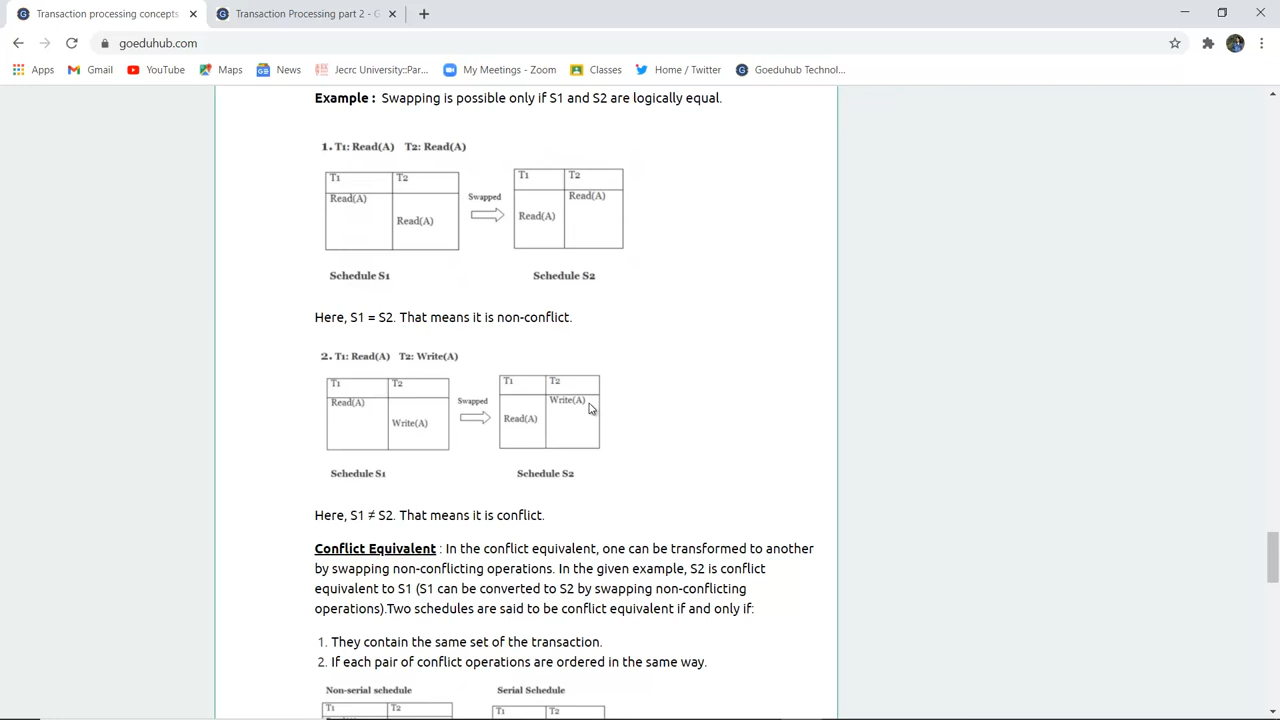 Transaction processing concepts
Transaction Processing part 2 - G
goeduhub.com
Apps
Gmail
YouTube
Maps
News
Jecrc University::Par...
My Meetings - Zoom
Classes
Home / Twitter
Goeduhub Technol...
Example : Swapping is possible only if S1 and S2 are logically equal.
1. T1: Read(A) T2: Read(A)
T1 T2
Read(A)
Read(A)
Swapped
T1 T2
Read(A)
Read(A)
Schedule S1 Schedule S2
Here, S1 = S2. That means it is non-conflict.
2. T1: Read(A) T2: Write(A)
T1 T2
Read(A)
Write(A)
Swapped
T1 T2
Write(A)
Read(A)
Schedule S1 Schedule S2
Here, S1 ≠ S2. That means it is conflict.
Conflict Equivalent : In the conflict equivalent, one can be transformed to another
by swapping non-conflicting operations. In the given example, S2 is conflict
equivalent to S1 (S1 can be converted to S2 by swapping non-conflicting
operations).Two schedules are said to be conflict equivalent if and only if:
1. They contain the same set of the transaction.
2. If each pair of conflict operations are ordered in the same way.
Non-serial schedule Serial Schedule
T1 T2 T1 T2